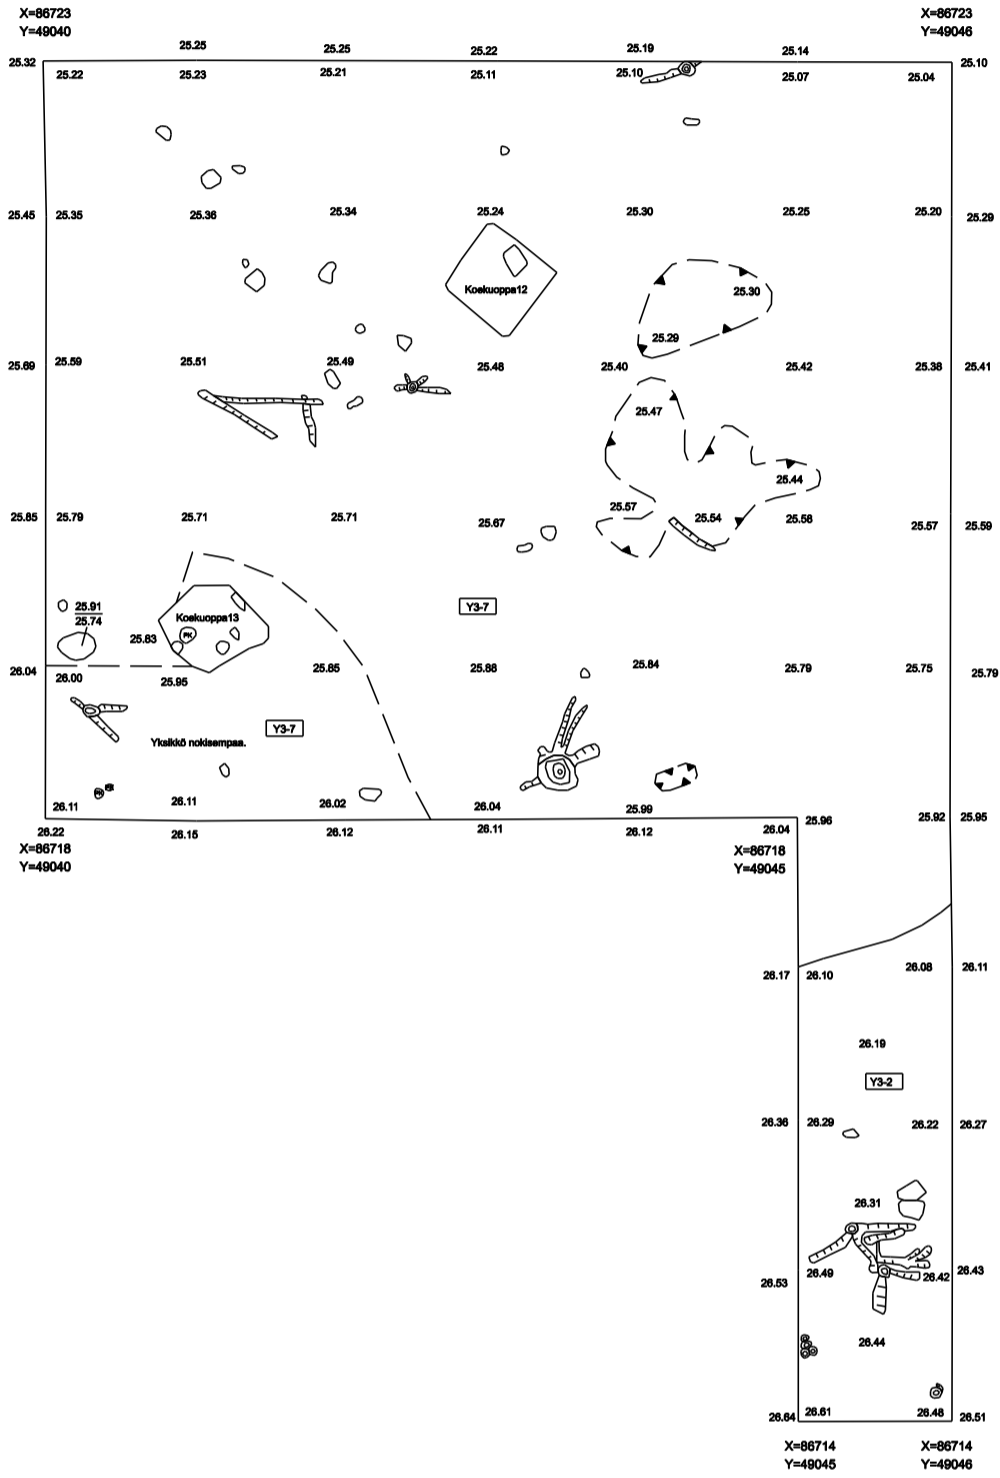 X=86723
Y=49040
X=86723
Y=49046
25.25 25.25 25.22 25.19 25.14
25.32 25.10
25.22 25.23 25.21 25.11 25.10 25.07 25.04
25.45 25.35 25.36 25.34 25.24 25.30 25.25 25.20 25.29
Koekuoppa12
25.30
25.29
25.69 25.59 25.51 25.49 25.48 25.40 25.42 25.38 25.41
25.47
25.44
25.57
25.85 25.79 25.71 25.71 25.67 25.54 25.56 25.57 25.59
25.91
25.74
Y3-7
Koekuoppa13
PK
25.83
26.04 26.00 25.95 25.85 25.88 25.84 25.79 25.75 25.79
Y3-7
Yksikkö nokisempaa.
PK
26.11 26.11 26.02 26.04 25.99 25.96 25.92 25.95
26.22 26.15 26.12 26.11 26.12 26.04
X=86718
Y=49040
X=86718
Y=49045
26.17 26.10 26.08 26.11
26.19
Y3-2
26.36 26.29 26.22 26.27
26.31
26.53 26.49 26.42 26.43
26.44
26.64 26.61 26.48 26.51
X=86714
Y=49045
X=86714
Y=49046